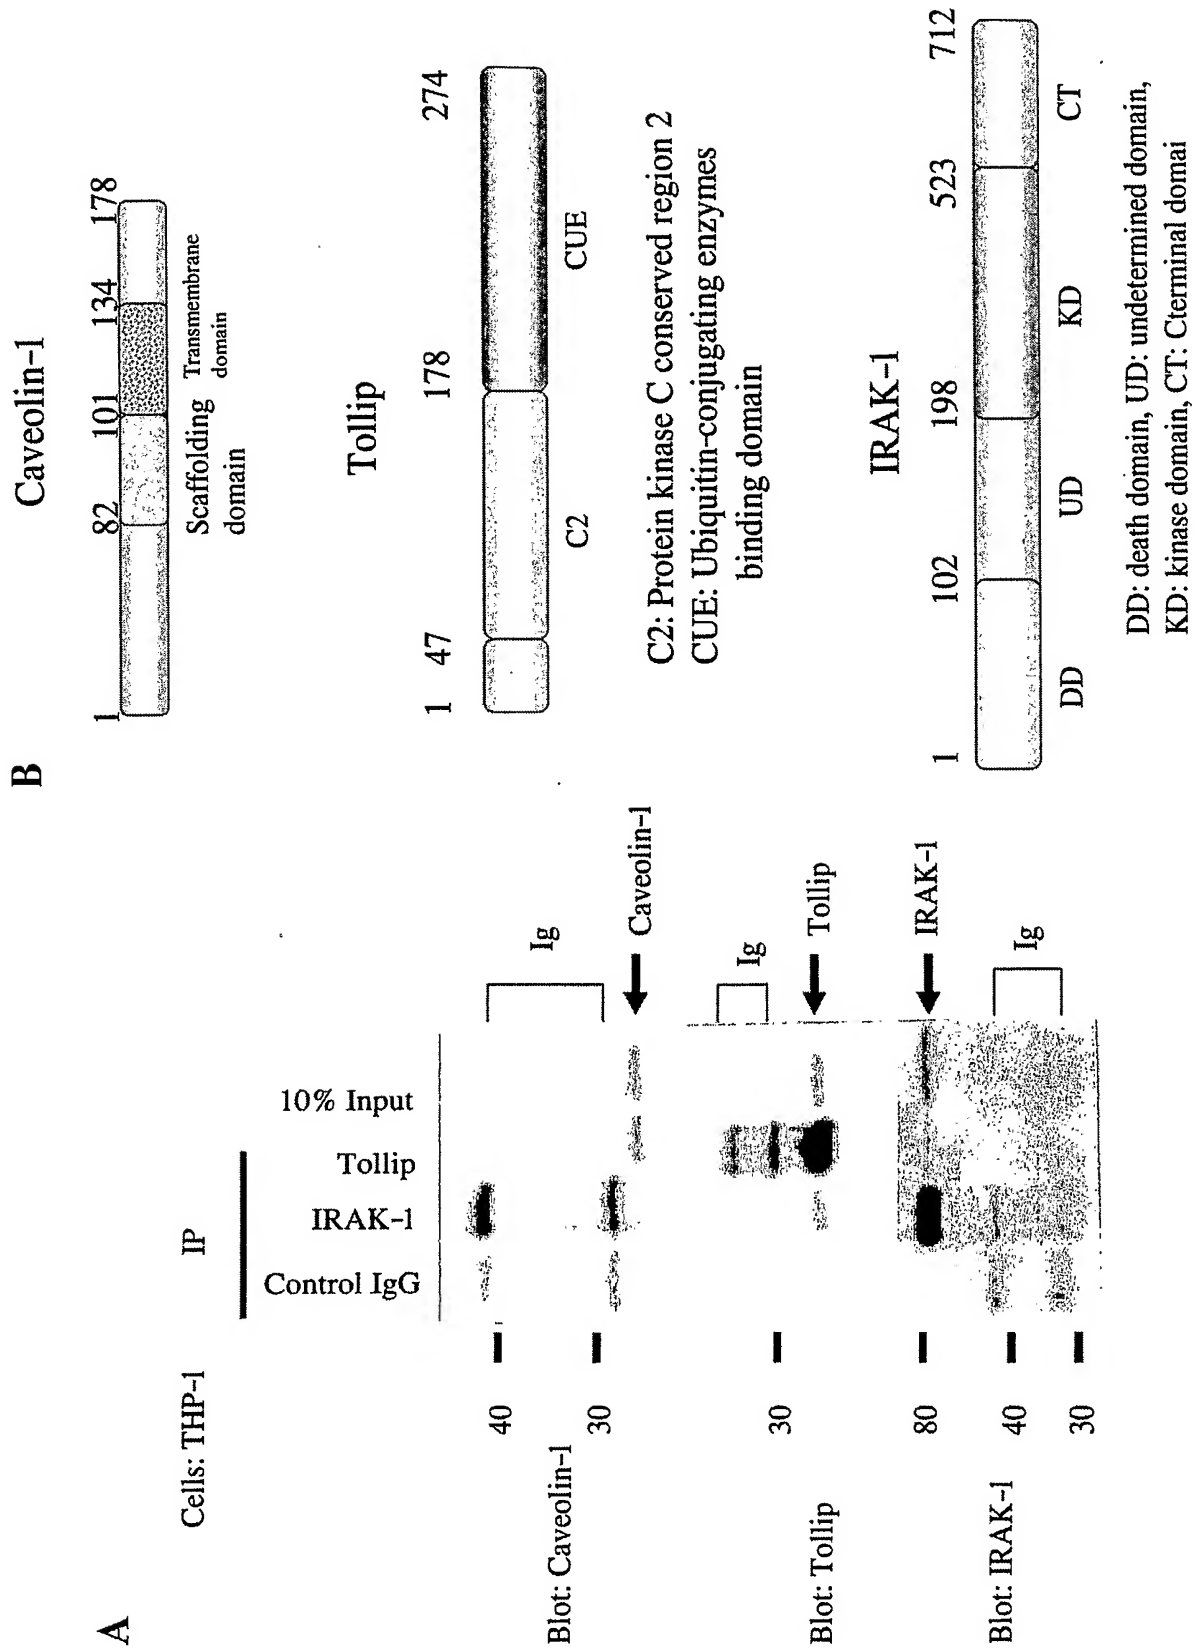 A
Cells: THP-1
IP
Control IgG
IRAK-1
Tollip
10% Input
Blot: Caveolin-1
40
30
Ig
Caveolin-1
Blot: Tollip
30
Ig
Tollip
Blot: IRAK-1
80
40
30
IRAK-1
Ig
B
Caveolin-1
1 82 101 134 178
Scaffolding
domain
Transmembrane
domain
Tollip
1 47 178 274
C2 CUE
C2: Protein kinase C conserved region 2
CUE: Ubiquitin-conjugating enzymes
binding domain
IRAK-1
1 102 198 523 712
DD UD KD CT
DD: death domain, UD: undetermined domain,
KD: kinase domain, CT: Cterminal domai